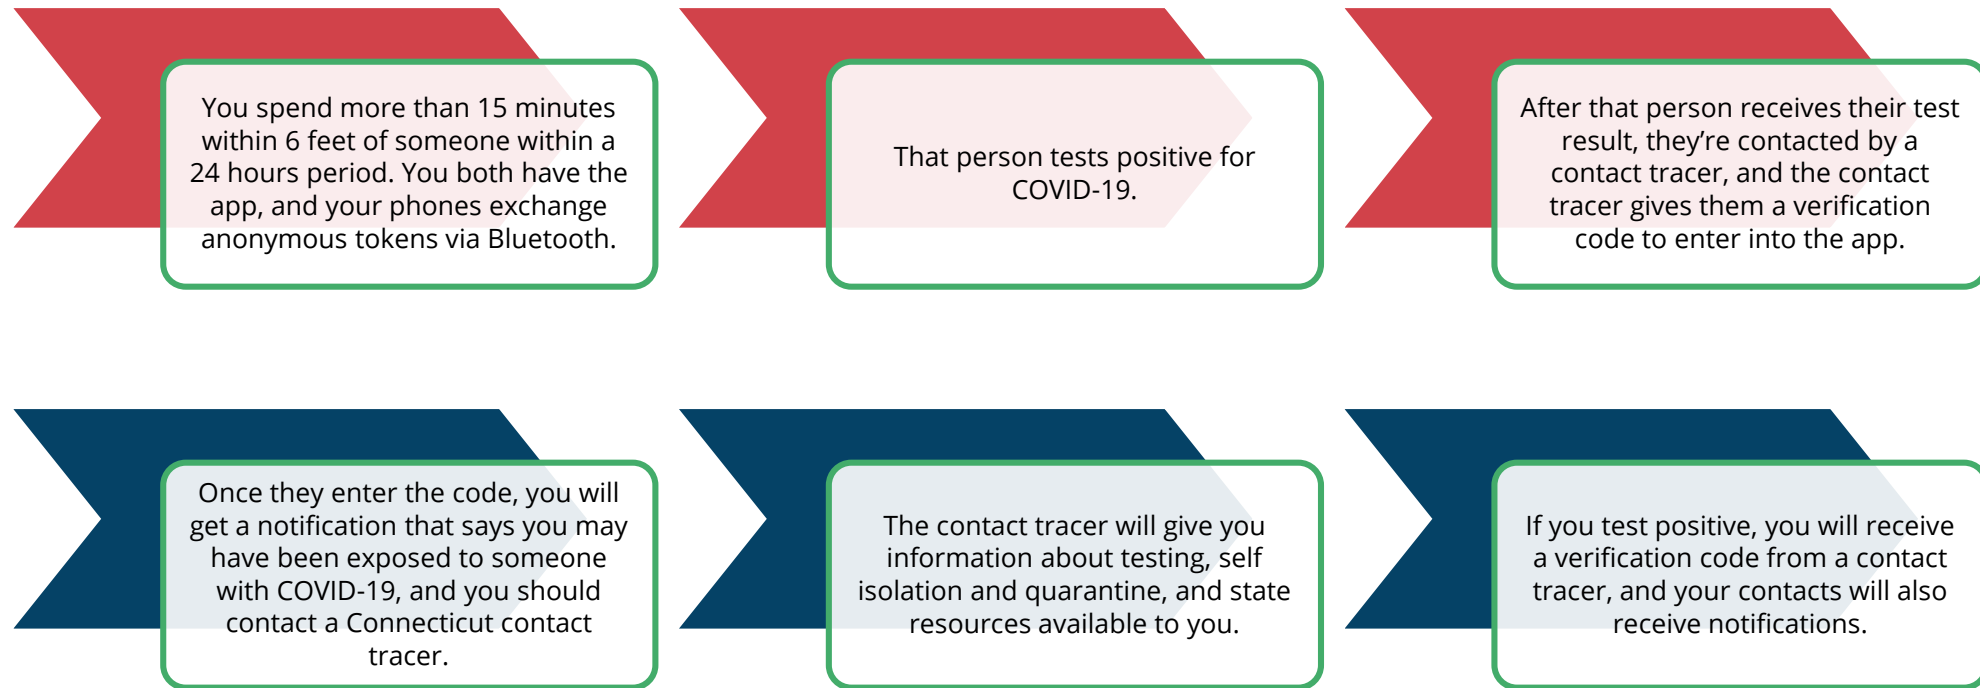 You spend more than 15 minutes
within 6 feet of someone within a
24 hours period. You both have the
app, and your phones exchange
anonymous tokens via Bluetooth.
That person tests positive for
COVID-19.
After that person receives their test
result, they’re contacted by a
contact tracer, and the contact
tracer gives them a verification
code to enter into the app.
Once they enter the code, you will
get a notification that says you may
have been exposed to someone
with COVID-19, and you should
contact a Connecticut contact
tracer.
The contact tracer will give you
information about testing, self
isolation and quarantine, and state
resources available to you.
If you test positive, you will receive
a verification code from a contact
tracer, and your contacts will also
receive notifications.